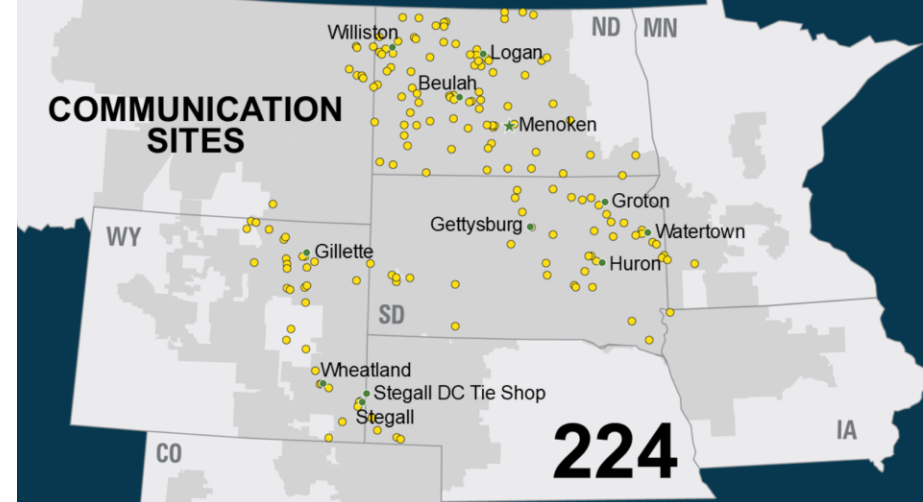 ND
MN
Williston
Logan
Beulah
COMMUNICATION
SITES
Menoken
Groton
Gettysburg
Watertown
WY
Gillette
Huron
SD
Wheatland
Stegall DC Tie Shop
Stegall
224
IA
CO